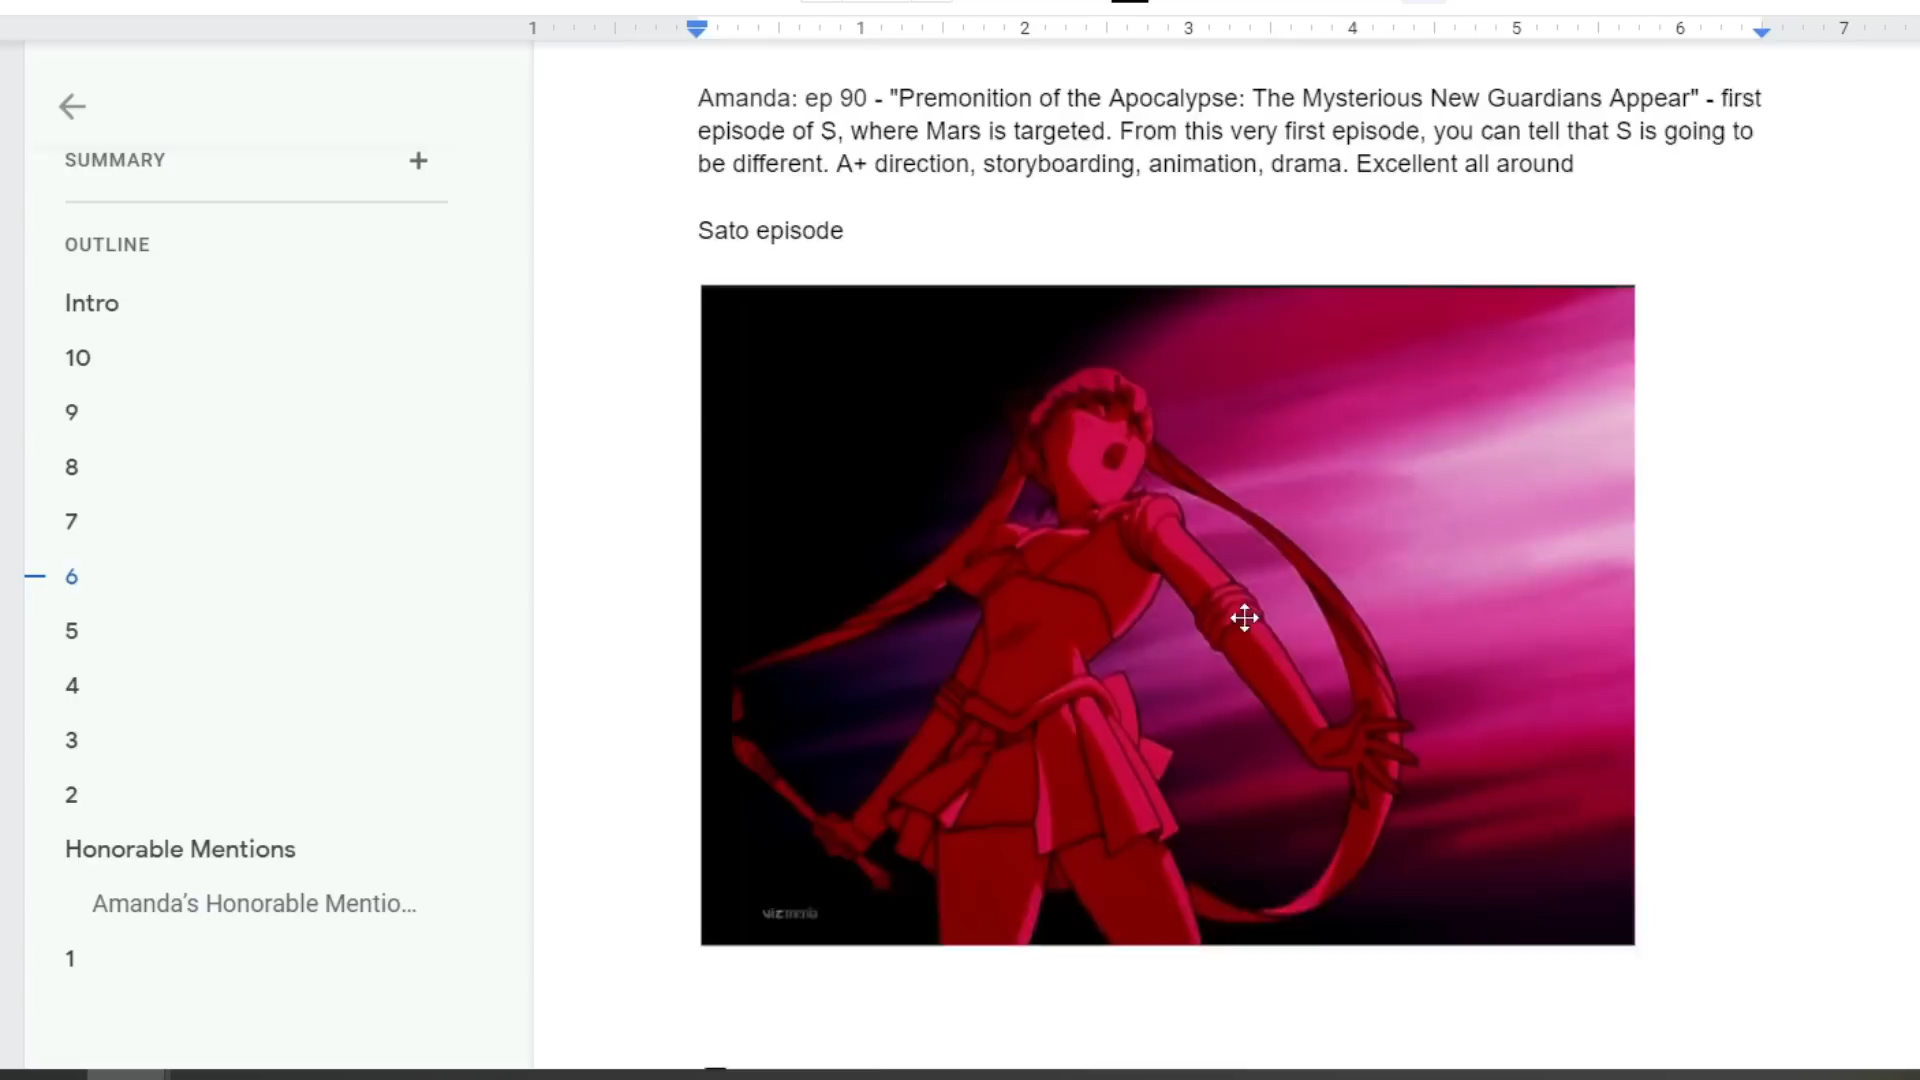 1 1 2 3 4 5 6 7
SUMMARY
OUTLINE
Intro
10
9
8
7
6
5
4
3
2
Honorable Mentions
Amanda's Honorable Mentio...
1
Amanda: ep 90 - "Premonition of the Apocalypse: The Mysterious New Guardians Appear" - first
episode of S, where Mars is targeted. From this very first episode, you can tell that S is going to
be different. A+ direction, storyboarding, animation, drama. Excellent all around
Sato episode
vizmedia